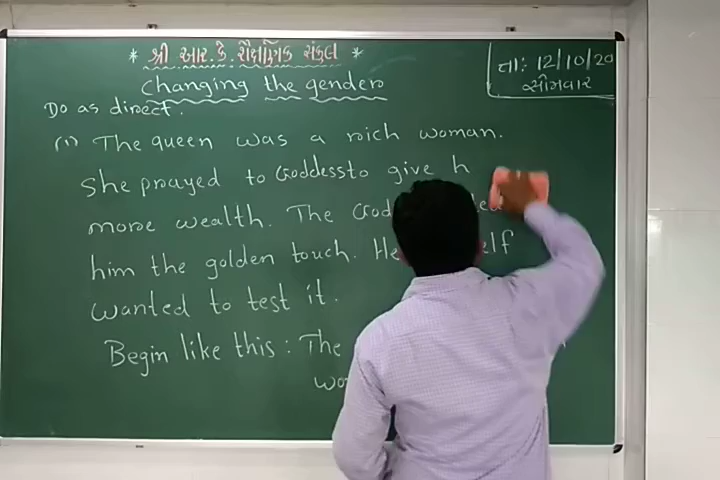 * શ્રી આર. કે. શૈક્ષણિક સંકુલ *
તા: 12/10/20
સોમવાર
Changing the gender
Do as direct.
(1) The queen was a rich woman.
She prayed to Goddess to give h
more wealth. The God
him the golden touch. He elf
wanted to test it.
Begin like this: The
wo